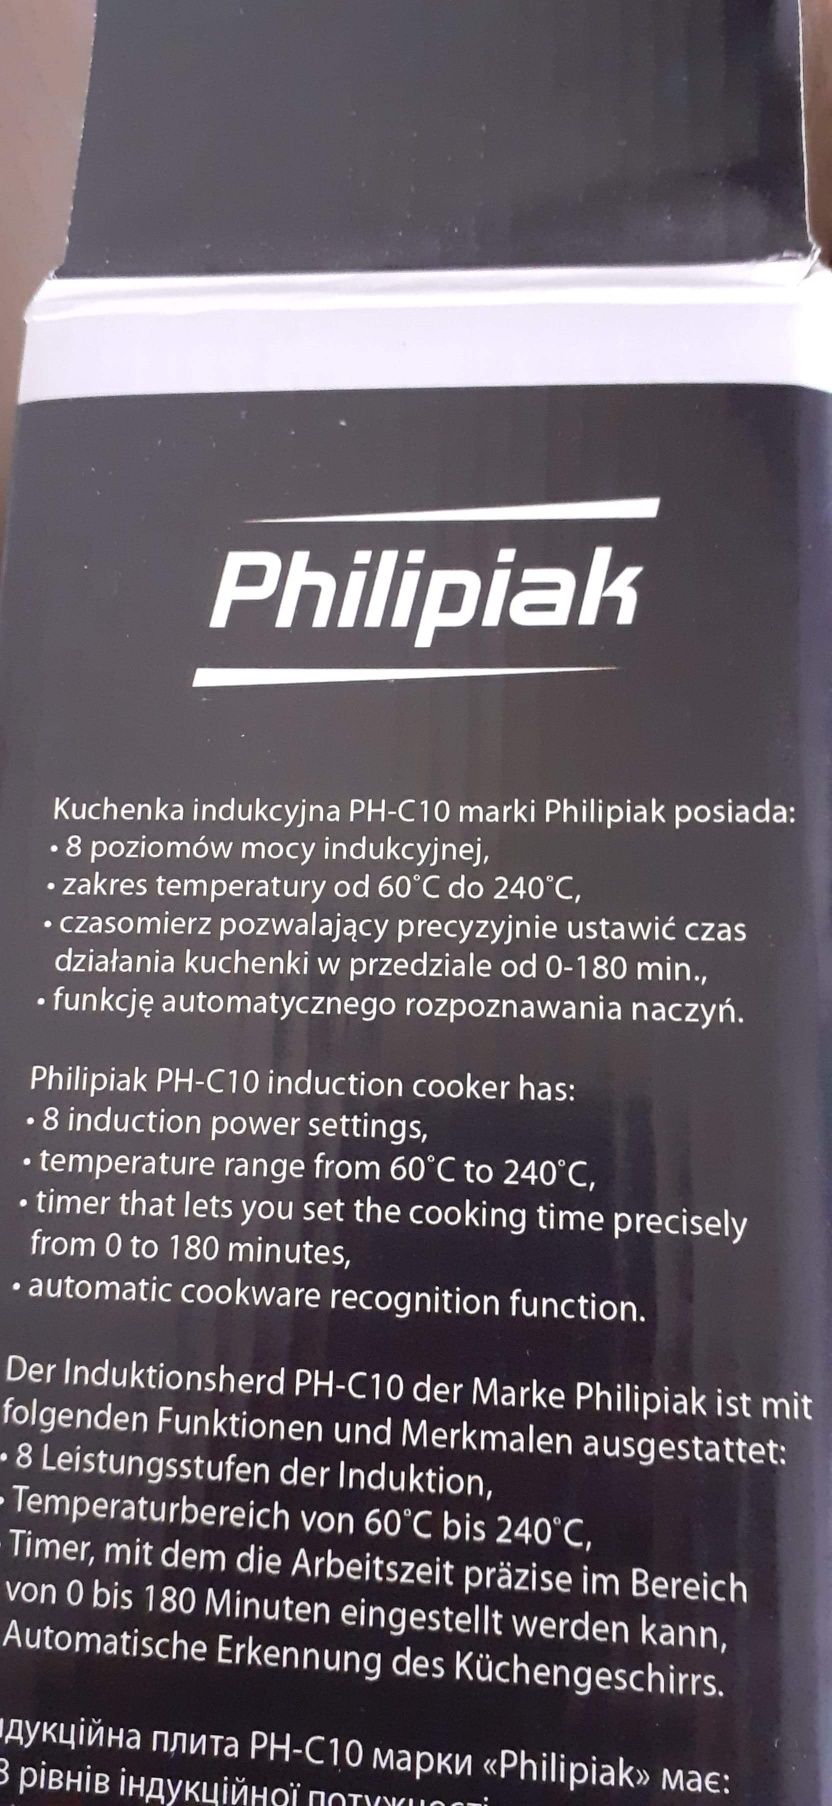 Philipiak
Kuchenka indukcyjna PH-C10 marki Philipiak posiada:
• 8 poziomów mocy indukcyjnej,
• zakres temperatury od 60°C do 240°C,
• czasomierz pozwalający precyzyjnie ustawić czas
działania kuchenki w przedziale od 0-180 min.,
• funkcję automatycznego rozpoznawania naczyń.
Philipiak PH-C10 induction cooker has:
• 8 induction power settings,
• temperature range from 60°C to 240°C,
• timer that lets you set the cooking time precisely
from 0 to 180 minutes,
• automatic cookware recognition function.
Der Induktionsherd PH-C10 der Marke Philipiak ist mit
folgenden Funktionen und Merkmalen ausgestattet:
• 8 Leistungsstufen der Induktion,
• Temperaturbereich von 60°C bis 240°C,
Timer, mit dem die Arbeitszeit präzise im Bereich
von 0 bis 180 Minuten eingestellt werden kann,
Automatische Erkennung des Küchengeschirrs.
дукційна плита PH-C10 марки «Philipiak» має:
8 рівнів індукційної